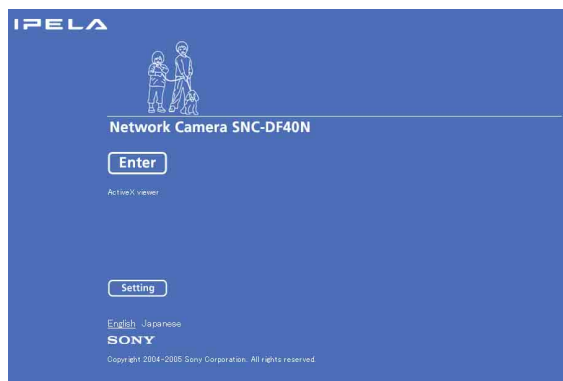 IPELA
Network Camera SNC-DF40N
Enter
ActiveX viewer
Setting
English Japanese
SONY
Copyright 2004-2005 Sony Corporation. All rights reserved.